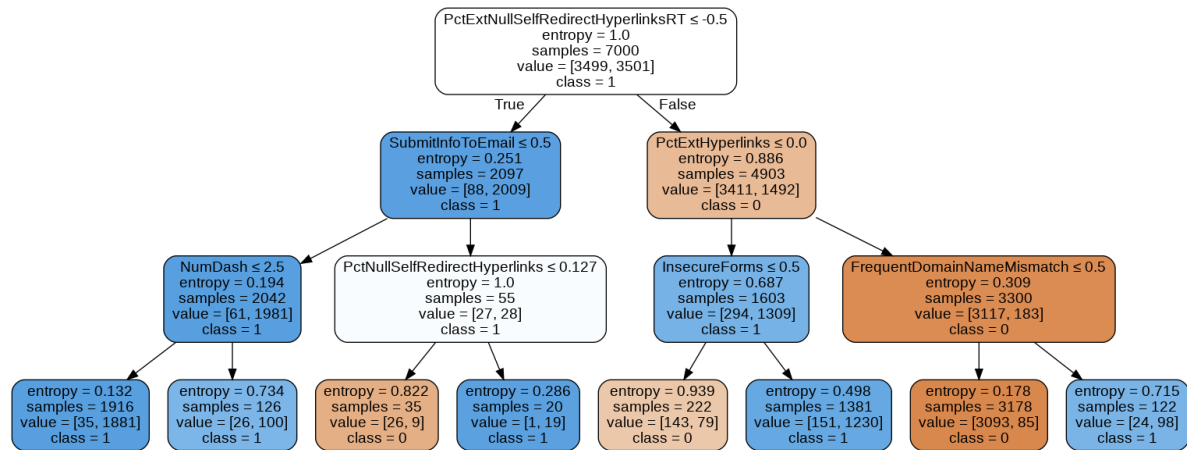 PctExtNullSelfRedirectHyperlinksRT ≤ -0.5
entropy = 1.0
samples = 7000
value = [3499, 3501]
class = 1
True
False
SubmitInfoToEmail ≤ 0.5
entropy = 0.251
samples = 2097
value = [88, 2009]
class = 1
PctExtHyperlinks ≤ 0.0
entropy = 0.886
samples = 4903
value = [3411, 1492]
class = 0
NumDash ≤ 2.5
entropy = 0.194
samples = 2042
value = [61, 1981]
class = 1
PctNullSelfRedirectHyperlinks ≤ 0.127
entropy = 1.0
samples = 55
value = [27, 28]
class = 1
InsecureForms ≤ 0.5
entropy = 0.687
samples = 1603
value = [294, 1309]
class = 1
FrequentDomainNameMismatch ≤ 0.5
entropy = 0.309
samples = 3300
value = [3117, 183]
class = 0
entropy = 0.132
samples = 1916
value = [35, 1881]
class = 1
entropy = 0.734
samples = 126
value = [26, 100]
class = 1
entropy = 0.822
samples = 35
value = [26, 9]
class = 0
entropy = 0.286
samples = 20
value = [1, 19]
class = 1
entropy = 0.939
samples = 222
value = [143, 79]
class = 0
entropy = 0.498
samples = 1381
value = [151, 1230]
class = 1
entropy = 0.178
samples = 3178
value = [3093, 85]
class = 0
entropy = 0.715
samples = 122
value = [24, 98]
class = 1